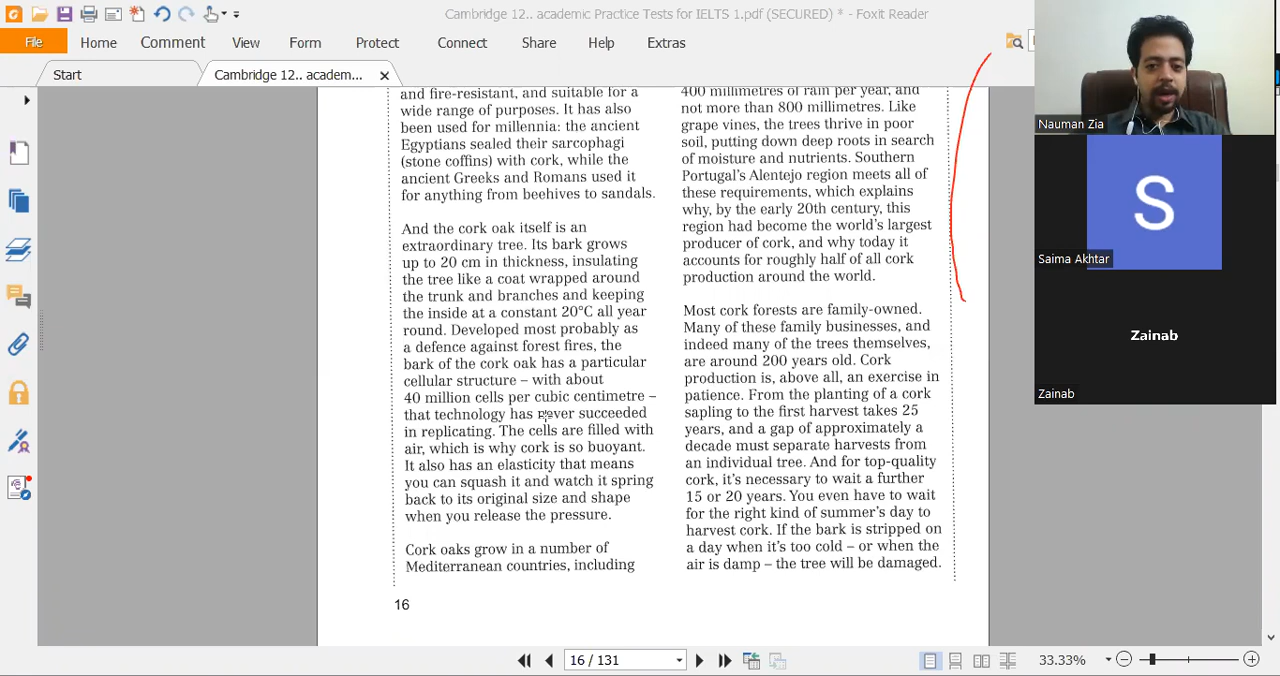 Cambridge 12.. academic Practice Tests for IELTS 1.pdf (SECURED) * - Foxit Reader
File Home Comment View Form Protect Connect Share Help Extras
Start
Cambridge 12.. academ...
and fire-resistant, and suitable for a
wide range of purposes. It has also
been used for millennia: the ancient
Egyptians sealed their sarcophagi
(stone coffins) with cork, while the
ancient Greeks and Romans used it
for anything from beehives to sandals.
And the cork oak itself is an
extraordinary tree. Its bark grows
up to 20 cm in thickness, insulating
the tree like a coat wrapped around
the trunk and branches and keeping
the inside at a constant 20°C all year
round. Developed most probably as
a defence against forest fires, the
bark of the cork oak has a particular
cellular structure – with about
40 million cells per cubic centimetre –
that technology has never succeeded
in replicating. The cells are filled with
air, which is why cork is so buoyant.
It also has an elasticity that means
you can squash it and watch it spring
back to its original size and shape
when you release the pressure.
Cork oaks grow in a number of
Mediterranean countries, including
400 millimetres of rain per year, and
not more than 800 millimetres. Like
grape vines, the trees thrive in poor
soil, putting down deep roots in search
of moisture and nutrients. Southern
Portugal's Alentejo region meets all of
these requirements, which explains
why, by the early 20th century, this
region had become the world's largest
producer of cork, and why today it
accounts for roughly half of all cork
production around the world.
Most cork forests are family-owned.
Many of these family businesses, and
indeed many of the trees themselves,
are around 200 years old. Cork
production is, above all, an exercise in
patience. From the planting of a cork
sapling to the first harvest takes 25
years, and a gap of approximately a
decade must separate harvests from
an individual tree. And for top-quality
cork, it's necessary to wait a further
15 or 20 years. You even have to wait
for the right kind of summer's day to
harvest cork. If the bark is stripped on
a day when it's too cold – or when the
air is damp – the tree will be damaged.
16
Nauman Zia
S
Saima Akhtar
Zainab
Zainab
16 / 131
33.33%